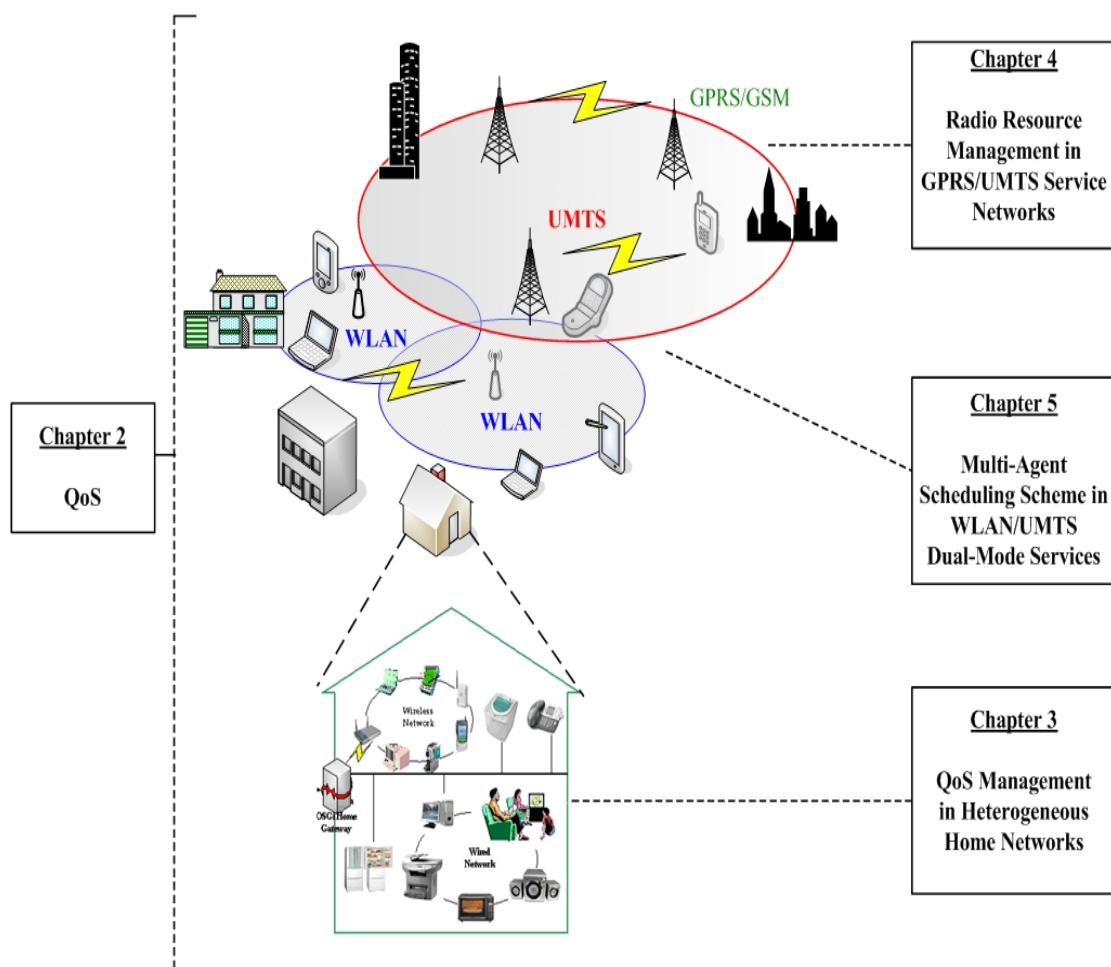 Chapter 4
Radio Resource
Management in
GPRS/UMTS Service
Networks
GPRS/GSM
UMTS
WLAN
WLAN
Chapter 2
QoS
Chapter 5
Multi-Agent
Scheduling Scheme in
WLAN/UMTS
Dual-Mode Services
Wireless
Network
OSGi Home
Gateway
Wired
Network
Chapter 3
QoS Management
in Heterogeneous
Home Networks